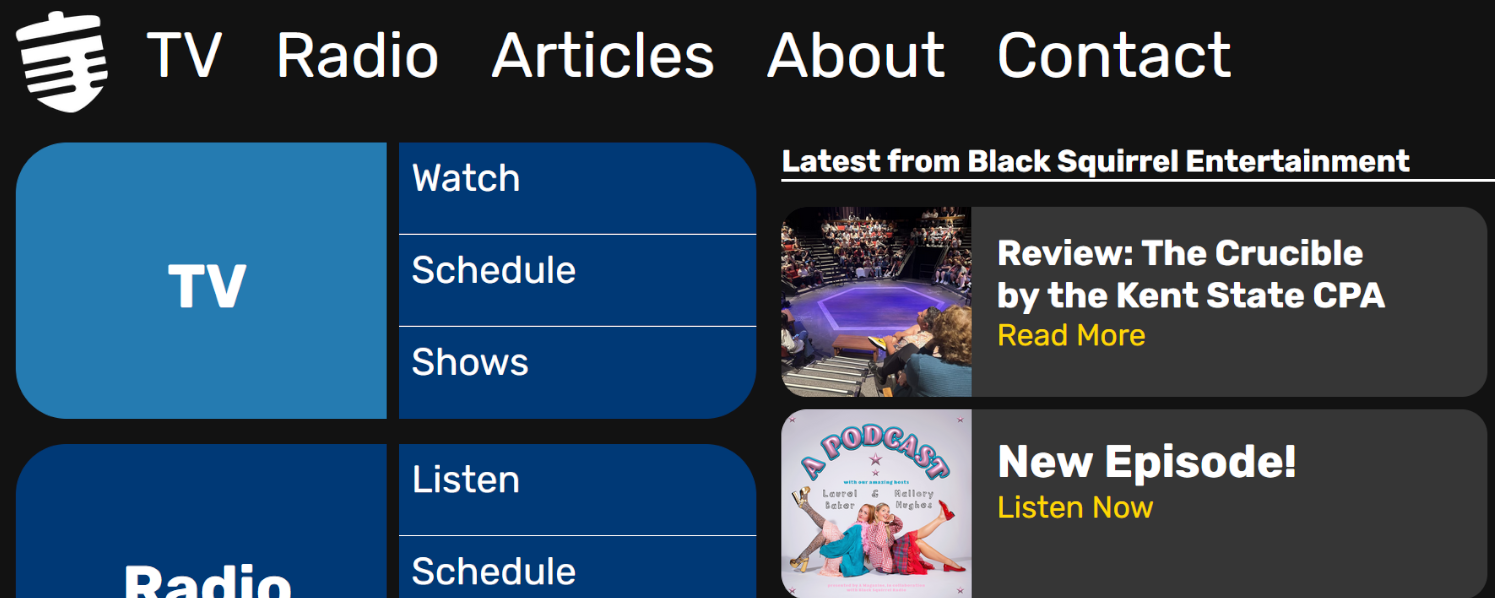 TV Radio Articles About Contact
TV
Watch
Schedule
Shows
Radio
Listen
Schedule
Latest from Black Squirrel Entertainment
Review: The Crucible
by the Kent State CPA
Read More
A PODCAST
with our amazing hosts
Laurel & Mallory
Baker Hughes
New Episode!
Listen Now